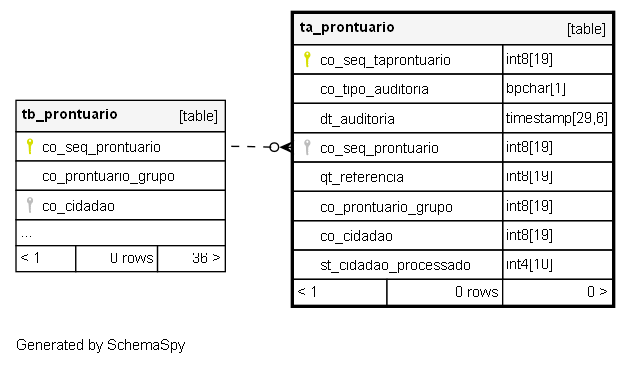 ta_prontuario [table]
co_seq_taprontuario int8[19]
co_tipo_auditoria bpchar[1]
dt_auditoria timestamp[29,6]
co_seq_prontuario int8[19]
qt_referencia int8[19]
co_prontuario_grupo int8[19]
co_cidadao int8[19]
st_cidadao_processado int4[10]
< 1 0 rows 0 >
tb_prontuario [table]
co_seq_prontuario
co_prontuario_grupo
co_cidadao
...
< 1 0 rows 36 >
Generated by SchemaSpy